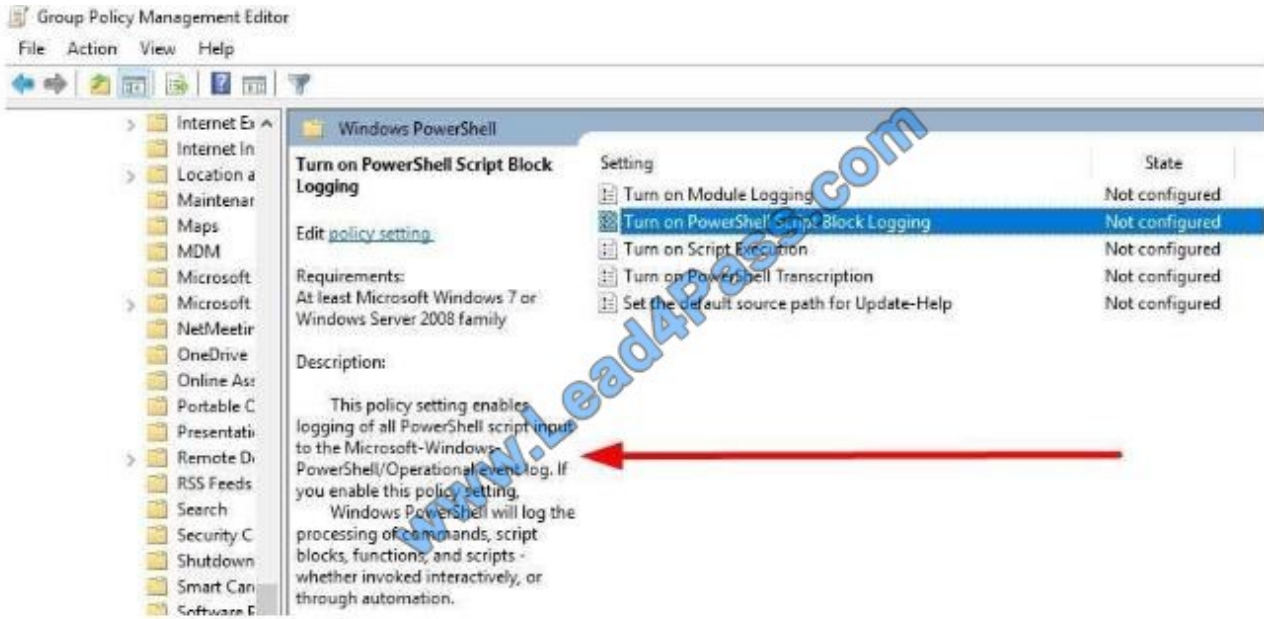 Group Policy Management Editor
File Action View Help
Internet Ex
Internet In
Location a
Maintenar
Maps
MDM
Microsoft
Microsoft
NetMeetir
OneDrive
Online Ass
Portable C
Presentati
Remote D
RSS Feeds
Search
Security C
Shutdown
Smart Car
Software F
Windows PowerShell
Turn on PowerShell Script Block
Logging
Edit policy setting
Requirements:
At least Microsoft Windows 7 or
Windows Server 2008 family
Description:
This policy setting enables
logging of all PowerShell script input
to the Microsoft-Windows-
PowerShell/Operational event log. If
you enable this policy setting,
Windows PowerShell will log the
processing of commands, script
blocks, functions, and scripts -
whether invoked interactively, or
through automation.
Setting State
Turn on Module Logging Not configured
Turn on PowerShell Script Block Logging Not configured
Turn on Script Execution Not configured
Turn on PowerShell Transcription Not configured
Set the default source path for Update-Help Not configured
www.Lead4Pass.com